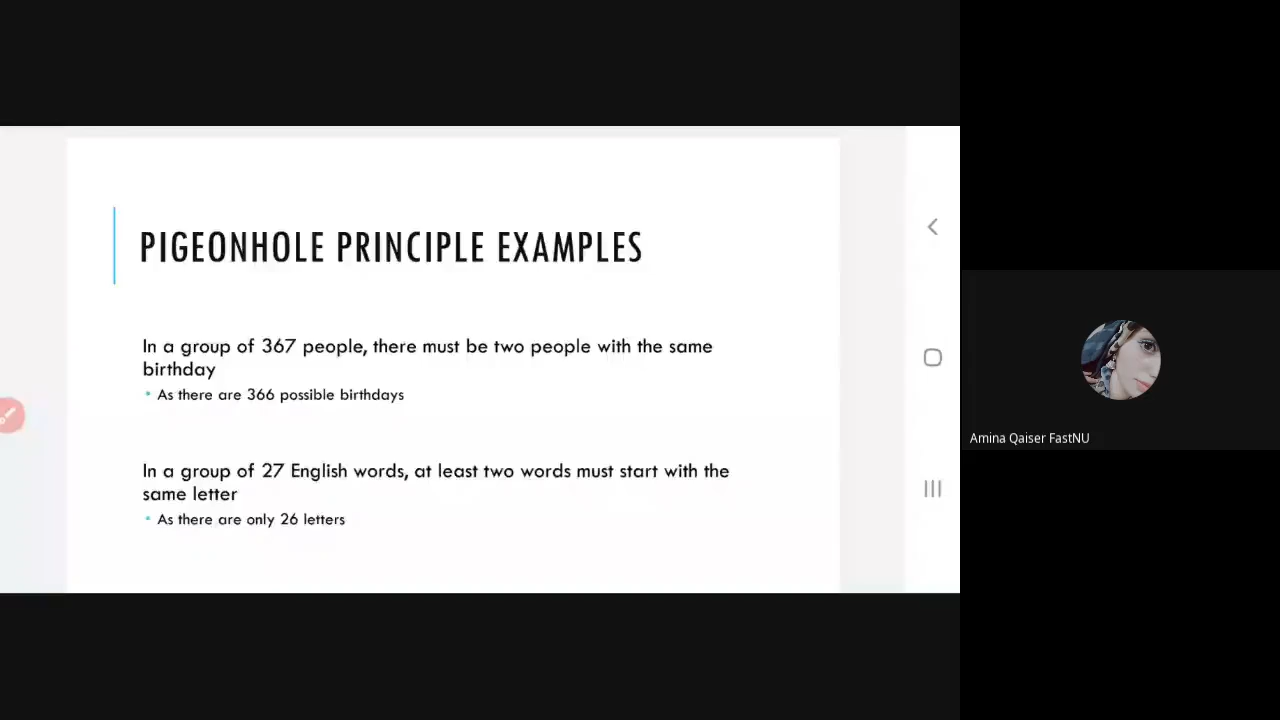 PIGEONHOLE PRINCIPLE EXAMPLES
In a group of 367 people, there must be two people with the same
birthday
• As there are 366 possible birthdays
In a group of 27 English words, at least two words must start with the
same letter
• As there are only 26 letters
Amina Qaiser FastNU